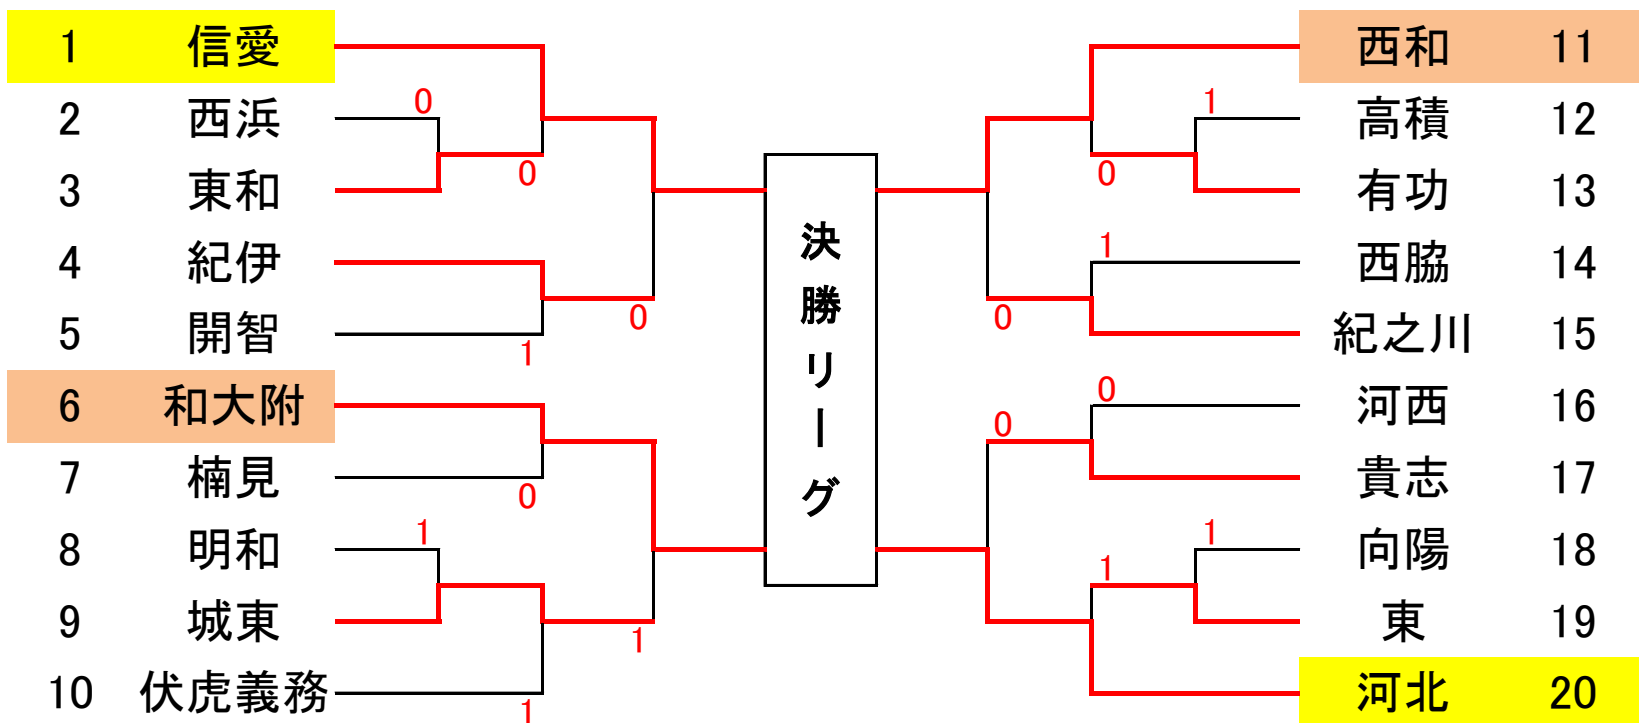 1 信愛
2 西浜
3 東和
4 紀伊
5 開智
6 和大附
7 楠見
8 明和
9 城東
10 伏虎義務
0
0
0
1
0
1
1
1
決勝リーグ
1
0
1
0
0
0
1
1
西和 11
高積 12
有功 13
西脇 14
紀之川 15
河西 16
貴志 17
向陽 18
東 19
河北 20